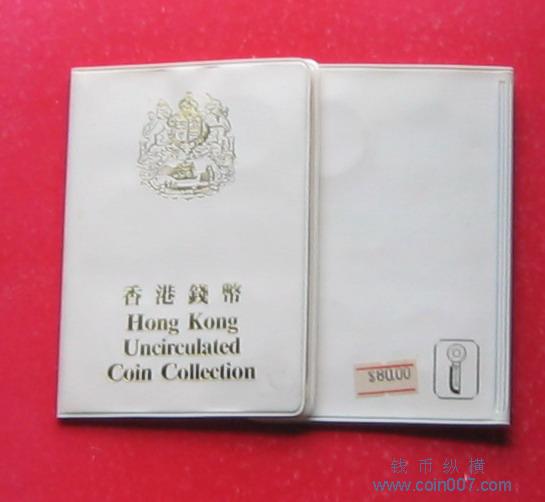 香港錢幣
Hong Kong
Uncirculated
Coin Collection
$80.00
钱币纵横
www.coin007.com